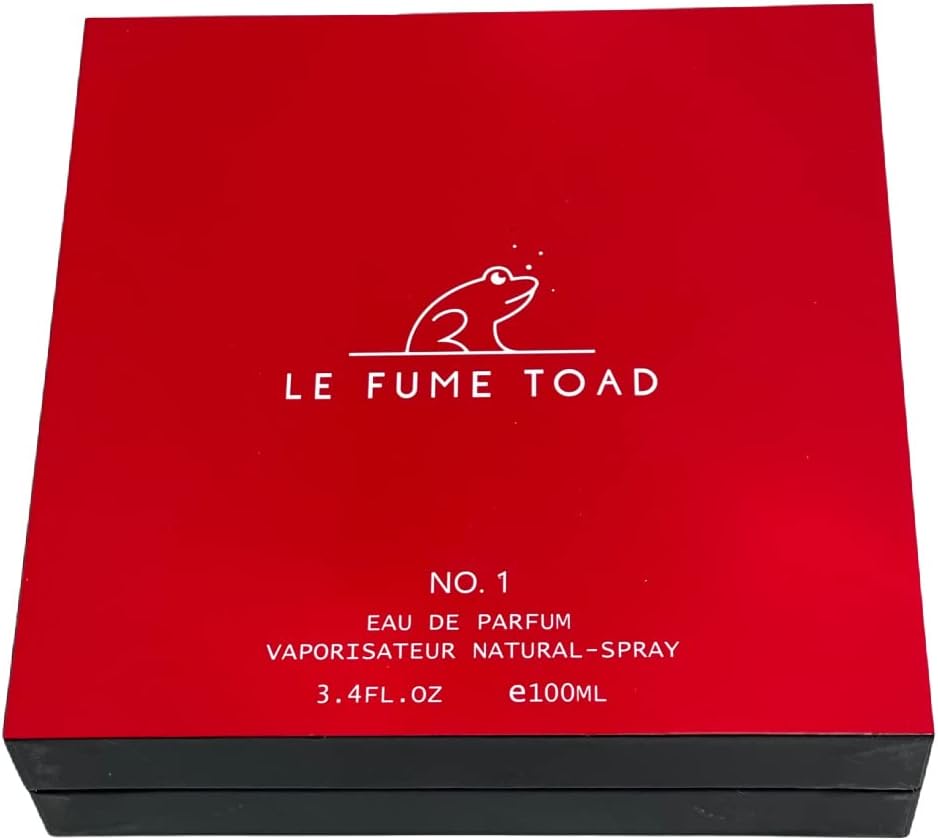 LE FUME TOAD
NO. 1
EAU DE PARFUM
VAPORISATEUR NATURAL-SPRAY
3.4FL.OZ e100ML